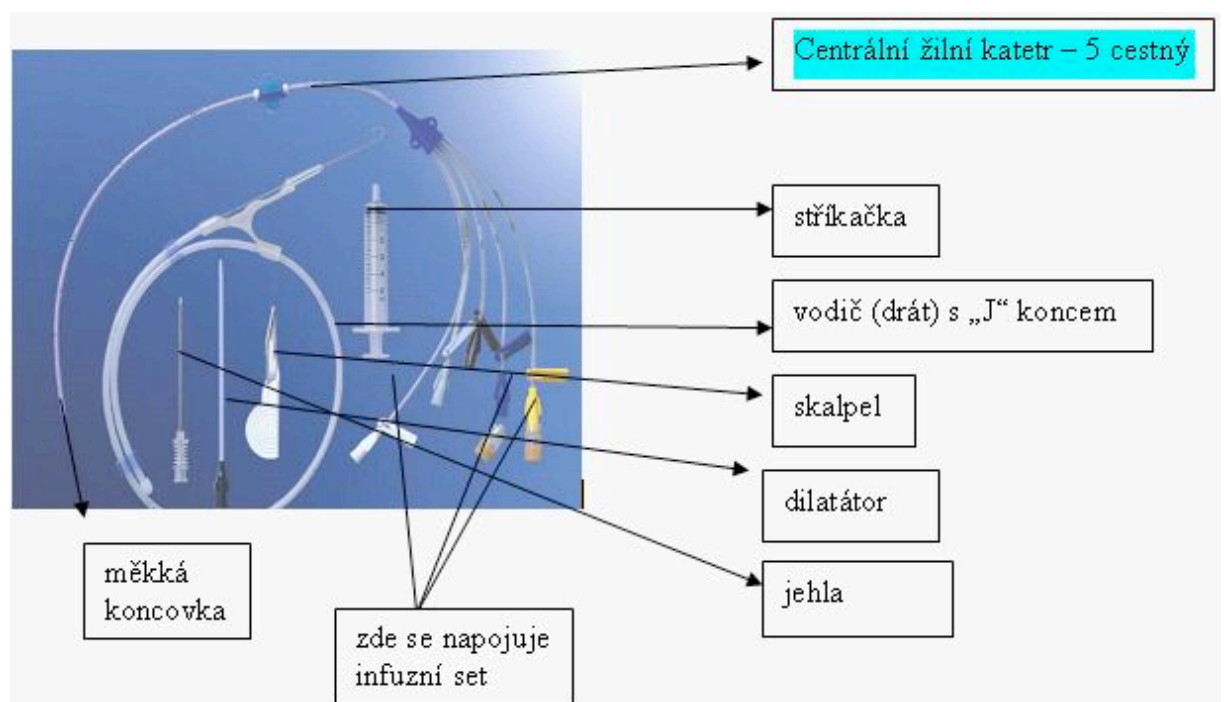 Centrální žilní katetr – 5 cestný
stříkačka
vodič (drát) s „J“ koncem
skalpel
dilatátor
jehla
měkká
koncovka
zde se napojuje
infuzní set